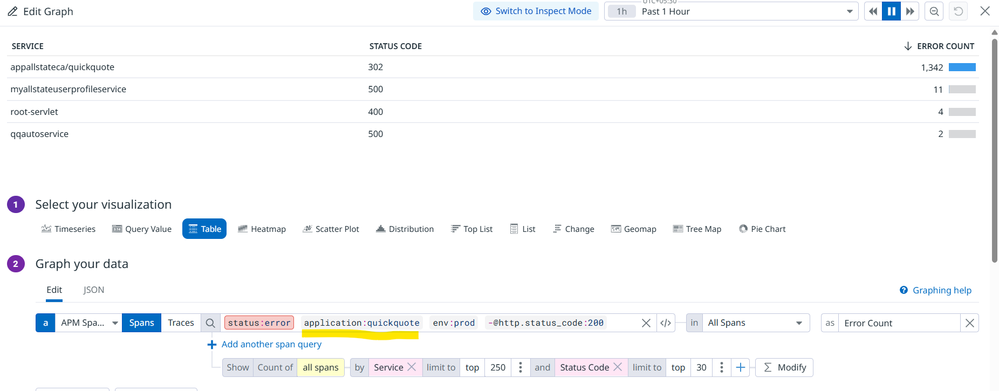 Edit Graph
Switch to Inspect Mode
UTC+05:30
1h Past 1 Hour
SERVICE STATUS CODE ERROR COUNT
appallstateca/quickquote 302 1,342
myallstateuserprofileservice 500 11
root-servlet 400 4
qqautoservice 500 2
1 Select your visualization
Timeseries Query Value Table Heatmap Scatter Plot Distribution Top List List Change Geomap Tree Map Pie Chart
2 Graph your data
Edit JSON Graphing help
a APM Spa... Spans Traces status:error application:quickquote env:prod -@http.status_code:200 </> in All Spans as Error Count
Add another span query
Show Count of all spans by Service limit to top 250 and Status Code limit to top 30 Σ Modify